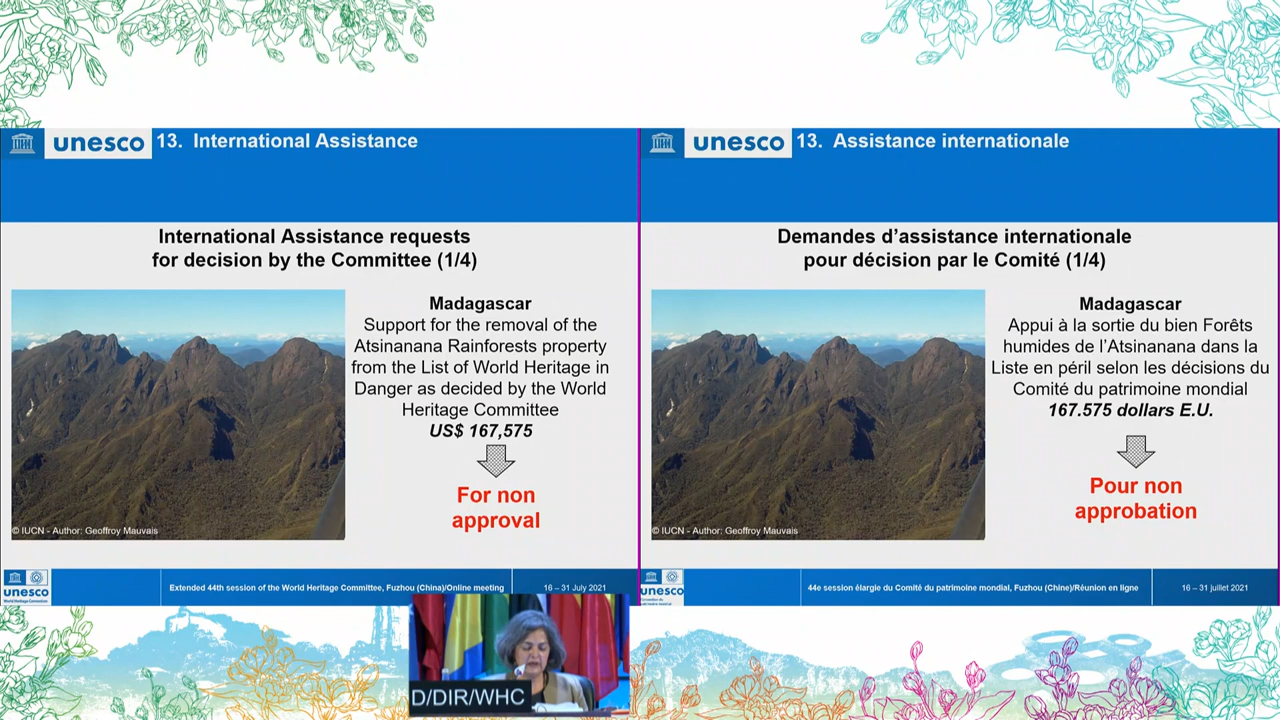 unesco
13. International Assistance
International Assistance requests
for decision by the Committee (1/4)
Madagascar
Support for the removal of the
Atsinanana Rainforests property
from the List of World Heritage in
Danger as decided by the World
Heritage Committee
US$ 167,575
For non
approval
© IUCN - Author: Geoffroy Mauvais
unesco
Extended 44th session of the World Heritage Committee, Fuzhou (China)/Online meeting
16 – 31 July 2021
unesco
13. Assistance internationale
Demandes d’assistance internationale
pour décision par le Comité (1/4)
Madagascar
Appui à la sortie du bien Forêts
humides de l’Atsinanana dans la
Liste en péril selon les décisions du
Comité du patrimoine mondial
167.575 dollars E.U.
Pour non
approbation
© IUCN - Author: Geoffroy Mauvais
unesco
44e session élargie du Comité du patrimoine mondial, Fuzhou (Chine)/Réunion en ligne
16 – 31 juillet 2021
D/DIR/WHC